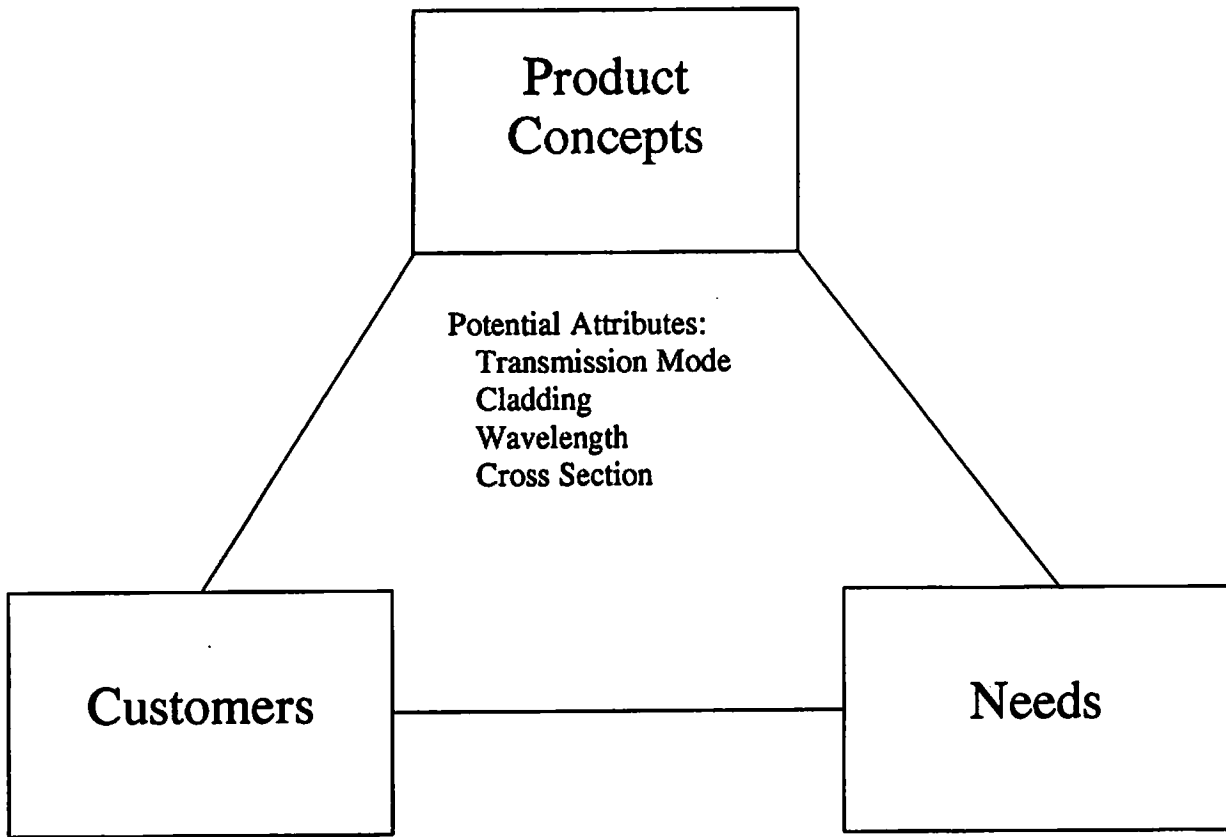 Product
Concepts
Potential Attributes:
Transmission Mode
Cladding
Wavelength
Cross Section
Customers
Needs